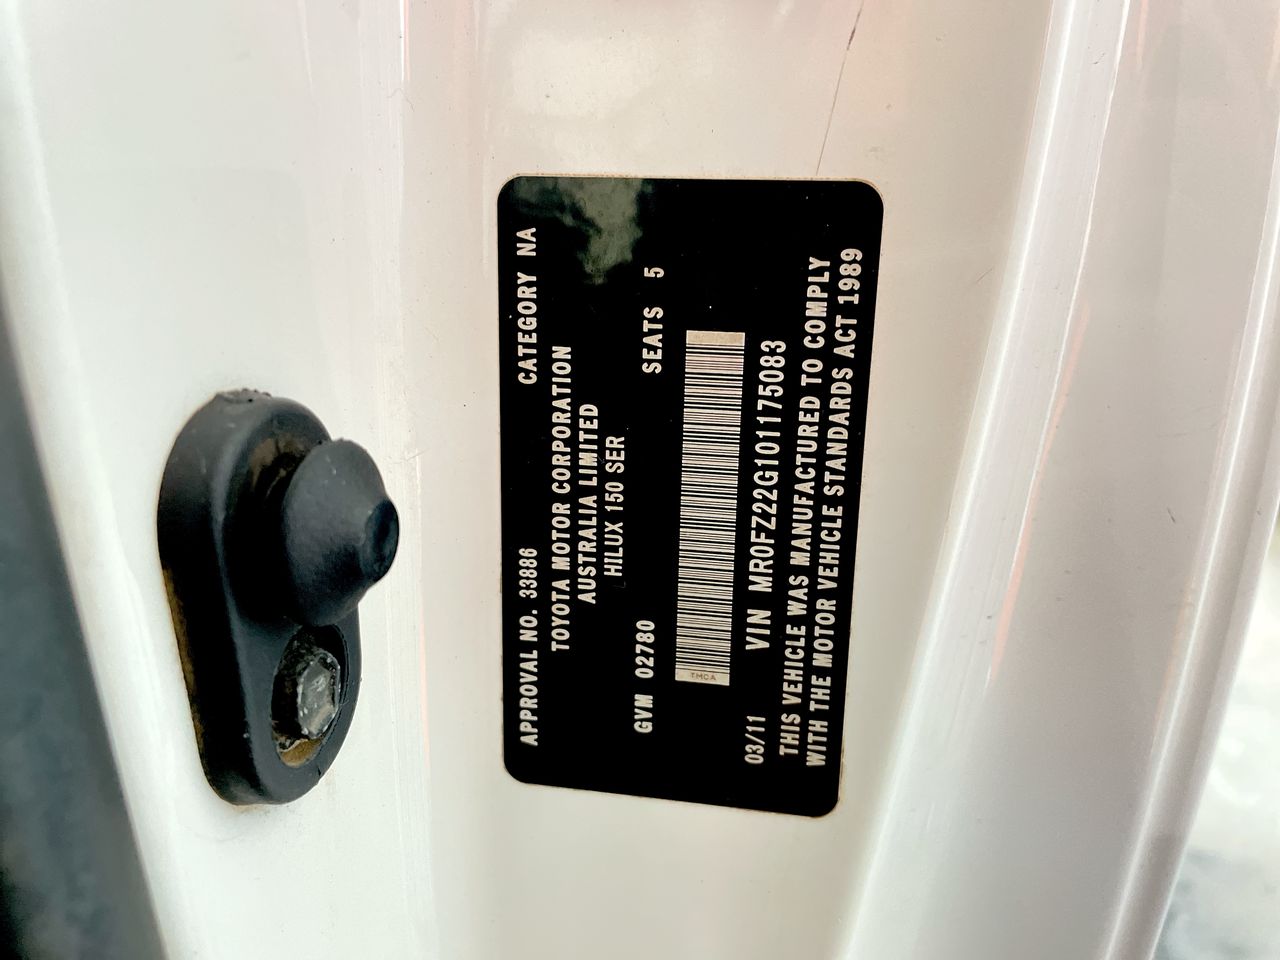 APPROVAL NO. 33886 CATEGORY NA
TOYOTA MOTOR CORPORATION
AUSTRALIA LIMITED
HILUX 150 SER
GVM 02780 SEATS 5
TMCA
03/11 VIN MR0FZ22G101175083
THIS VEHICLE WAS MANUFACTURED TO COMPLY
WITH THE MOTOR VEHICLE STANDARDS ACT 1989